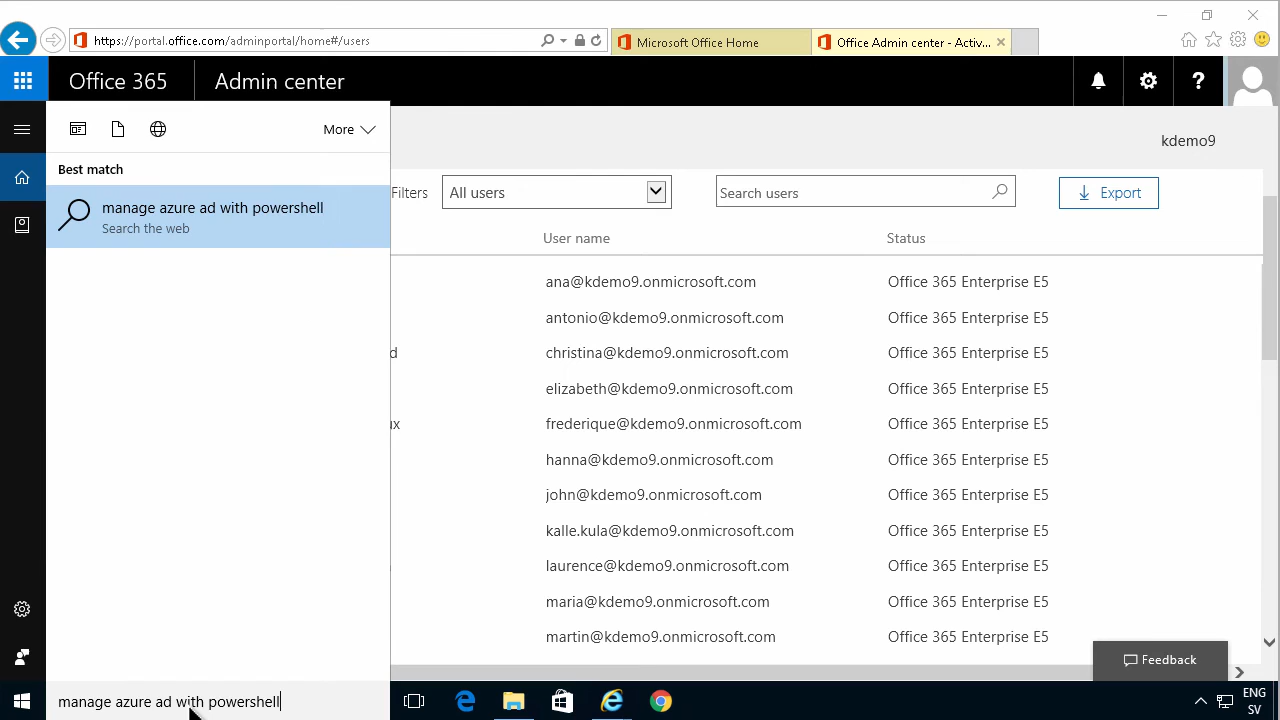 https://portal.office.com/adminportal/home#/users
Microsoft Office Home
Office Admin center - Activ...
Office 365
Admin center
?
More
kdemo9
Best match
manage azure ad with powershell
Search the web
Filters
All users
Search users
Export
User name
Status
ana@kdemo9.onmicrosoft.com
Office 365 Enterprise E5
antonio@kdemo9.onmicrosoft.com
Office 365 Enterprise E5
d
christina@kdemo9.onmicrosoft.com
Office 365 Enterprise E5
elizabeth@kdemo9.onmicrosoft.com
Office 365 Enterprise E5
ux
frederique@kdemo9.onmicrosoft.com
Office 365 Enterprise E5
hanna@kdemo9.onmicrosoft.com
Office 365 Enterprise E5
john@kdemo9.onmicrosoft.com
Office 365 Enterprise E5
kalle.kula@kdemo9.onmicrosoft.com
Office 365 Enterprise E5
laurence@kdemo9.onmicrosoft.com
Office 365 Enterprise E5
maria@kdemo9.onmicrosoft.com
Office 365 Enterprise E5
martin@kdemo9.onmicrosoft.com
Office 365 Enterprise E5
Feedback
manage azure ad with powershell
ENG
SV